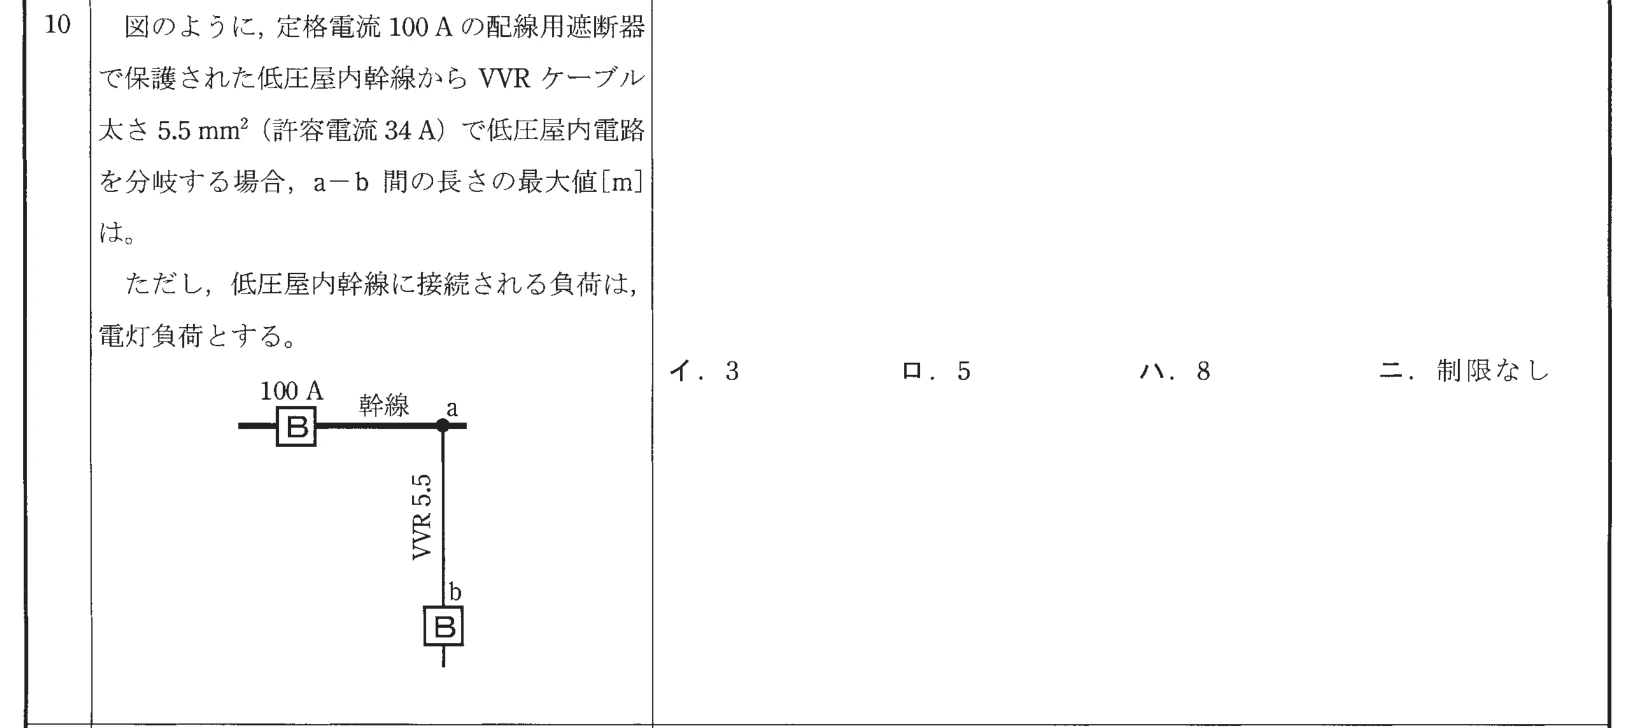 10
図のように, 定格電流 100 A の配線用遮断器
で保護された低圧屋内幹線から VVR ケーブル
太さ 5.5 mm²（許容電流 34 A）で低圧屋内電路
を分岐する場合，a－b 間の長さの最大値[m]
は。
ただし，低圧屋内幹線に接続される負荷は，
電灯負荷とする。
イ．3 ロ．5 ハ．8 ニ．制限なし
100 A
幹線 a
B
VVR 5.5
b
B